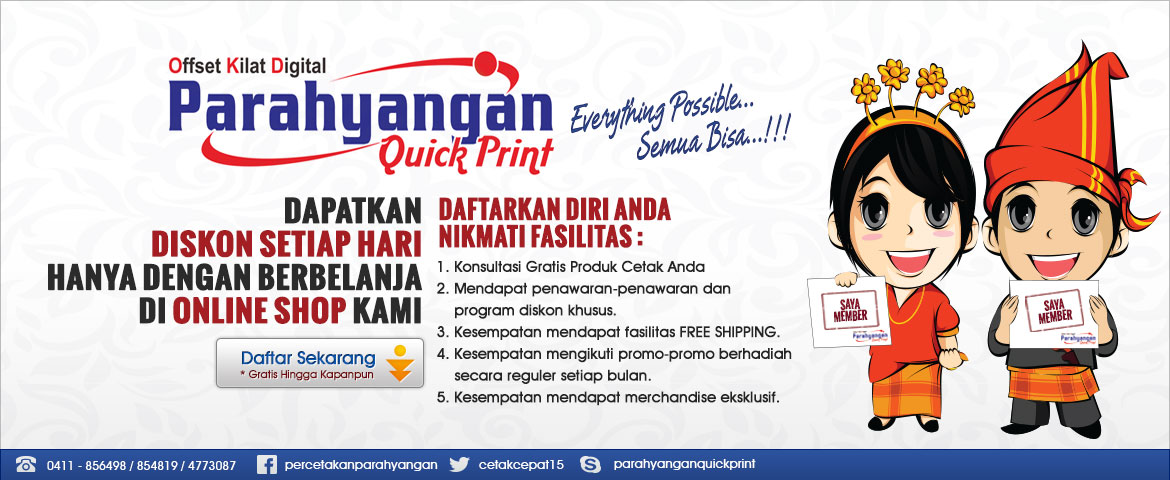 Offset Kilat Digital
Parahyangan
Quick Print
Everything Possible...
Semua Bisa...!!!
DAPATKAN
DISKON SETIAP HARI
HANYA DENGAN BERBELANJA
DI ONLINE SHOP KAMI
Daftar Sekarang
* Gratis Hingga Kapanpun
DAFTARKAN DIRI ANDA
NIKMATI FASILITAS :
1. Konsultasi Gratis Produk Cetak Anda
2. Mendapat penawaran-penawaran dan
program diskon khusus.
3. Kesempatan mendapat fasilitas FREE SHIPPING.
4. Kesempatan mengikuti promo-promo berhadiah
secara reguler setiap bulan.
5. Kesempatan mendapat merchandise eksklusif.
SAYA
MEMBER
Parahyangan
SAYA
MEMBER
Parahyangan
0411 - 856498 / 854819 / 4773087
percetakanparahyangan
cetakcepat15
parahyanganquickprint